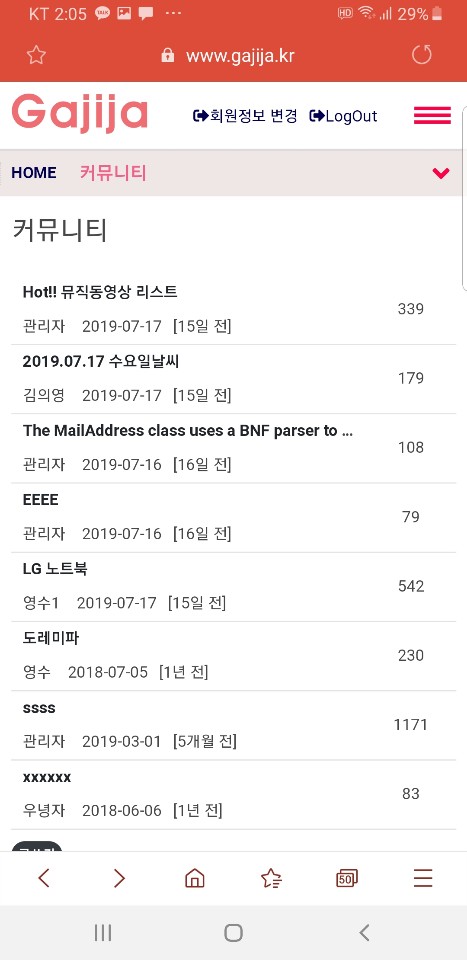 KT 2:05
HD 29%
www.gajija.kr
Gajija 회원정보 변경 LogOut
HOME 커뮤니티
커뮤니티
Hot!! 뮤직동영상 리스트
339
관리자 2019-07-17 [15일 전]
2019.07.17 수요일날씨
179
김의영 2019-07-17 [15일 전]
The MailAddress class uses a BNF parser to ...
108
관리자 2019-07-16 [16일 전]
EEEE
79
관리자 2019-07-16 [16일 전]
LG 노트북
542
영수1 2019-07-17 [15일 전]
도레미파
230
영수 2018-07-05 [1년 전]
ssss
1171
관리자 2019-03-01 [5개월 전]
xxxxxx
83
우녕자 2018-06-06 [1년 전]
50